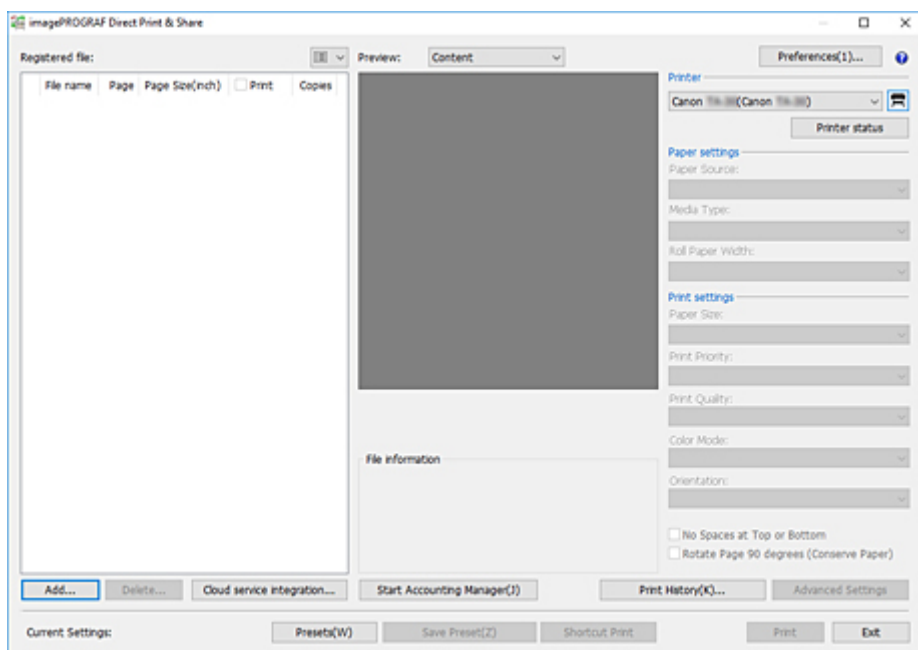 imagePROGRAF Direct Print & Share
Registered file:
Preview:
Content
Preferences(1)...
File name Page Page Size(inch) Print Copies
Printer
Canon (Canon )
Printer status
Paper settings
Paper Source:
Media Type:
Roll Paper Width:
Print settings
Paper Size:
Print Priority:
Print Quality:
Color Mode:
File information
Orientation:
No Spaces at Top or Bottom
Rotate Page 90 degrees (Conserve Paper)
Add... Delete... Cloud service integration... Start Accounting Manager(J) Print History(K)... Advanced Settings
Current Settings: Presets(W) Save Preset(Z) Shortcut Print Print Exit